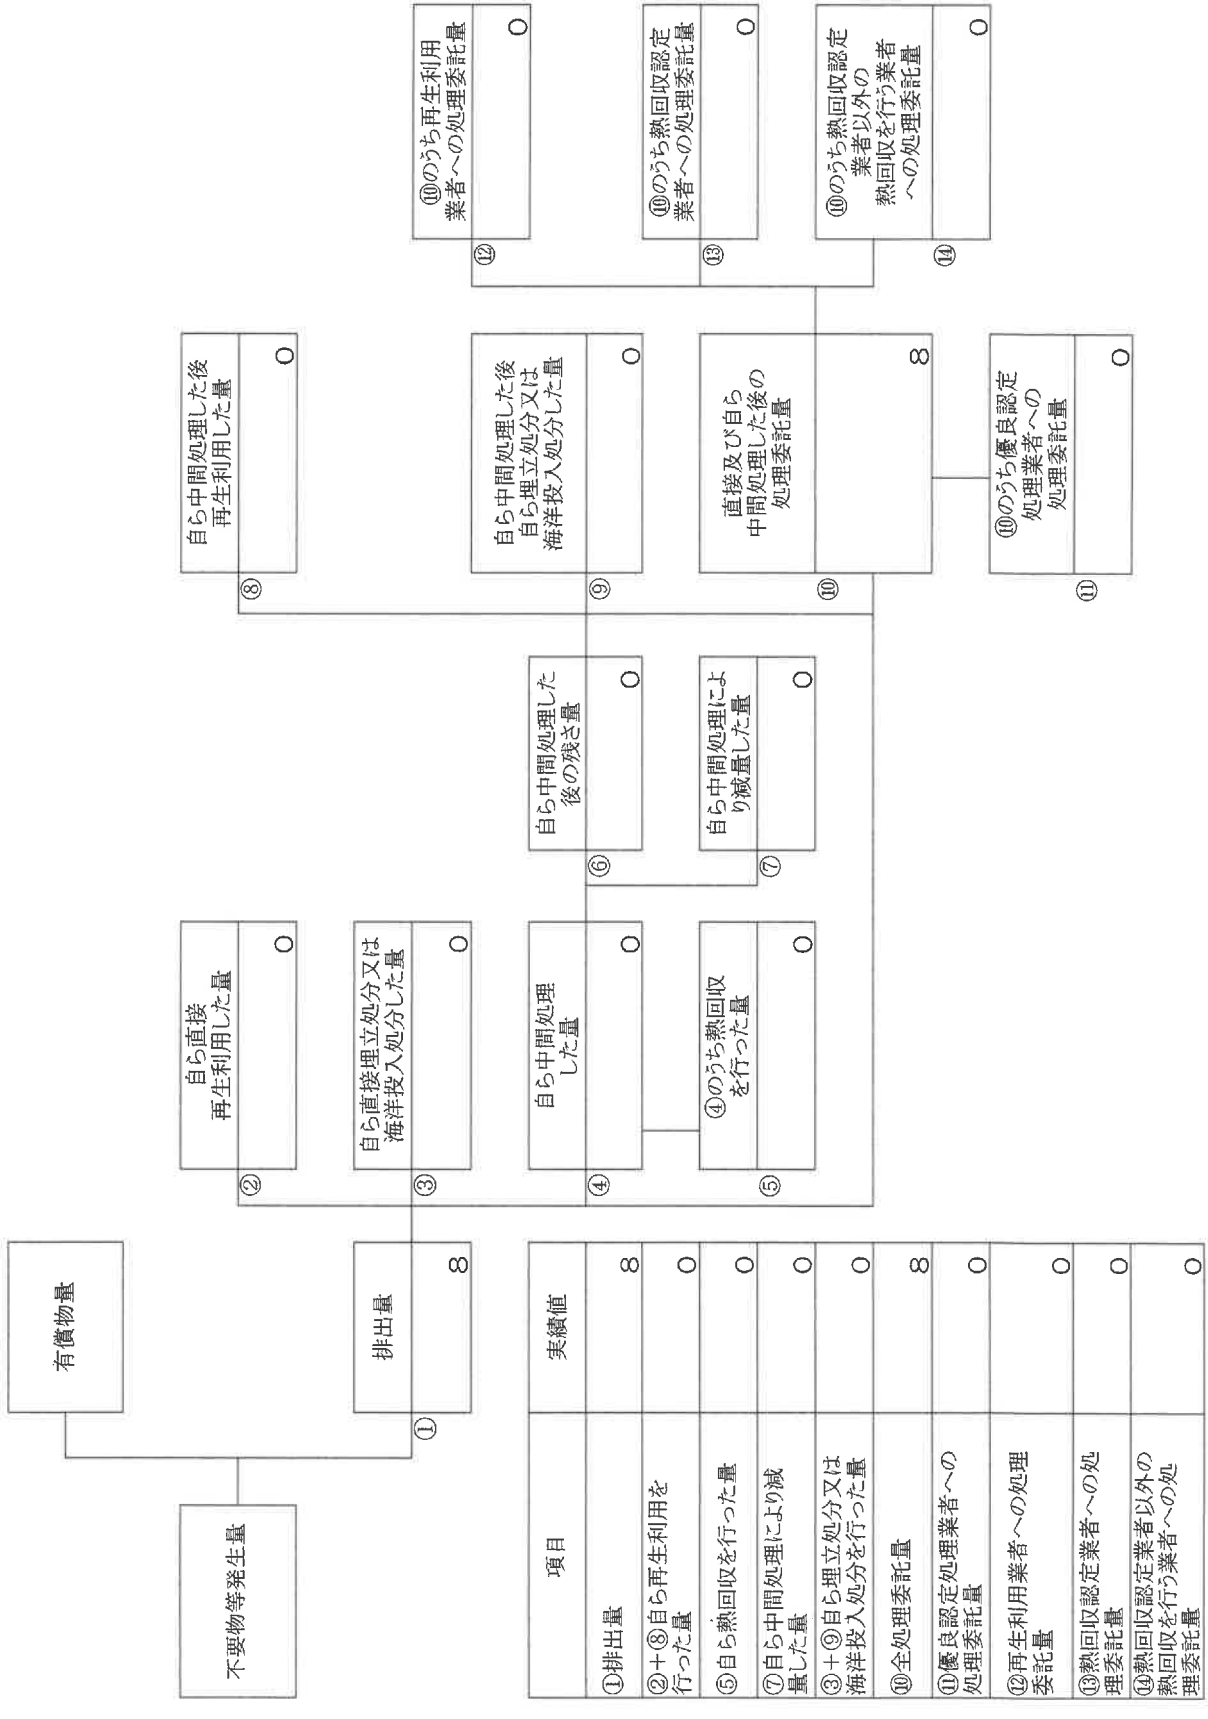 不要物等発生量
有償物量
①
排出量
8
②
自ら直接
再生利用した量
0
③
自ら直接埋立処分又は
海洋投入処分した量
0
④
自ら中間処理
した量
0
⑤
④のうち熱回収
を行った量
0
⑥
自ら中間処理した
後の残さ量
0
⑦
自ら中間処理によ
り減量した量
0
⑧
自ら中間処理した後
再生利用した量
0
⑨
自ら中間処理した後
自ら埋立処分又は
海洋投入処分した量
0
⑩
直接及び自ら
中間処理した後の
処理委託量
8
⑪
⑩のうち優良認定
処理業者への
処理委託量
0
⑫
⑩のうち再生利用
業者への処理委託量
0
⑬
⑩のうち熱回収認定
業者への処理委託量
0
⑭
⑩のうち熱回収認定
業者以外の
熱回収を行う業者
への処理委託量
0
項目 実績値
①排出量 8
②+⑧自ら再生利用を
行った量 0
⑤自ら熱回収を行った量 0
⑦自ら中間処理により減
量した量 0
③+⑨自ら埋立処分又は
海洋投入処分を行った量 0
⑩全処理委託量 8
⑪優良認定処理業者への
処理委託量 0
⑫再生利用業者への処理
委託量 0
⑬熱回収認定業者への処
理委託量 0
⑭熱回収認定業者以外の
熱回収を行う業者への処
理委託量 0